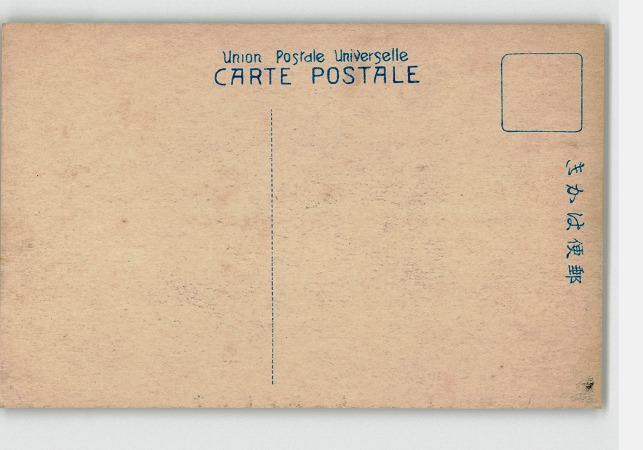 Union Postale Universelle
CARTE POSTALE
きかは便郵